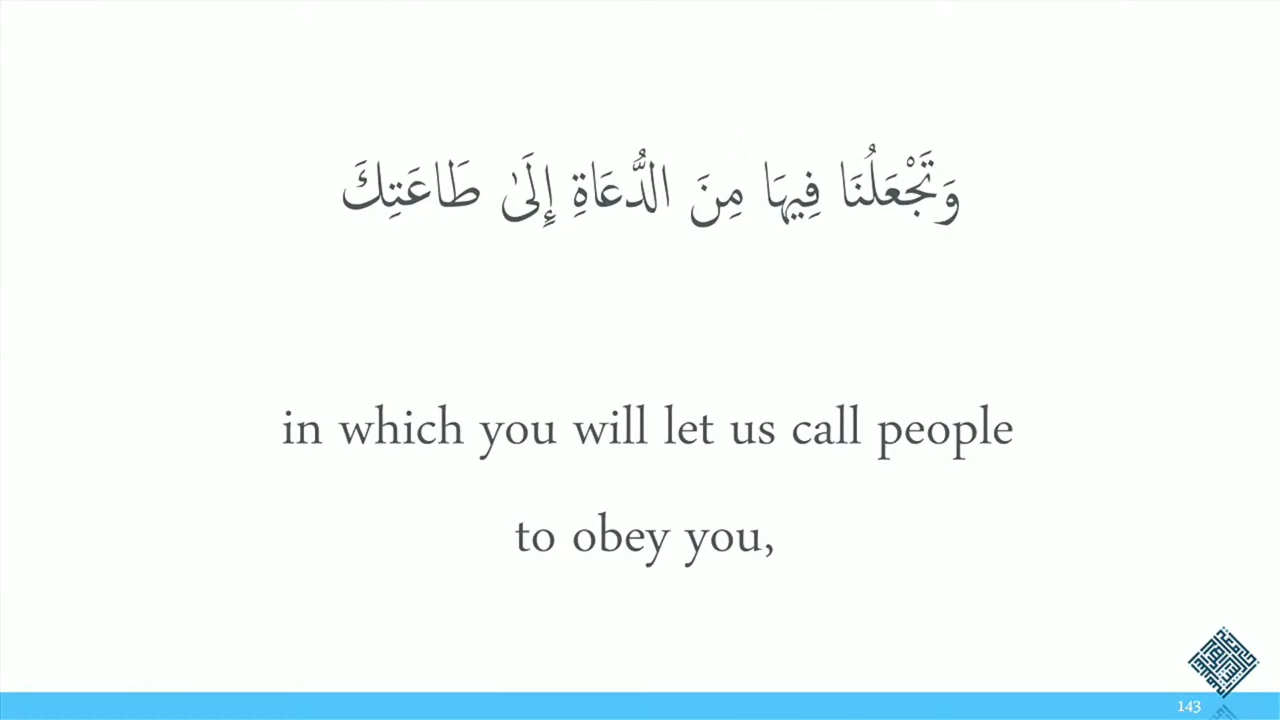 وَتَجْعَلُنَا فِيهَا مِنَ الدُّعَاةِ إِلَىٰ طَاعَتِكَ
in which you will let us call people
to obey you,
143